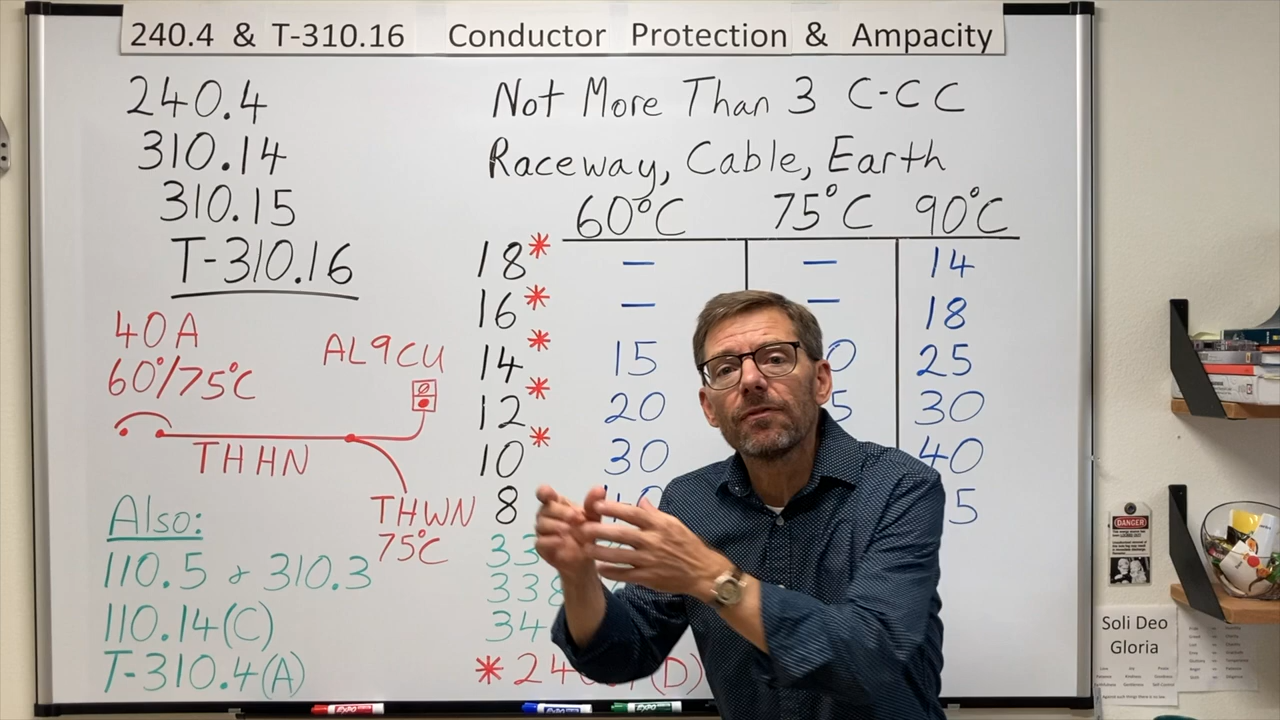 240.4 & T-310.16 Conductor Protection & Ampacity
240.4
310.14
310.15
T-310.16
40A
60°/75°C
AL9CU
THHN
THWN
75°C
Also:
110.5 & 310.3
110.14(C)
T-310.4(A)
Not More Than 3 C-CC
Raceway, Cable, Earth
60°C 75°C 90°C
18* — — 14
16* — — 18
14* 15 25
12* 20 30
10* 30 40
8
DANGER
Soli Deo
Gloria